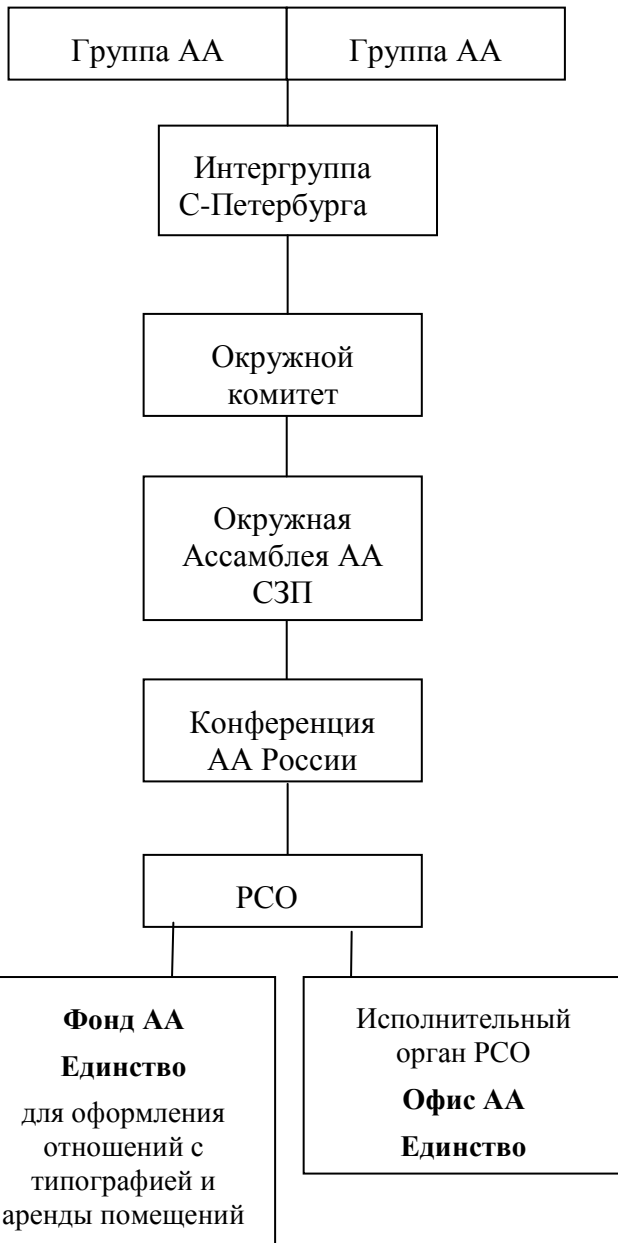 Группа АА
Группа АА
Интергруппа
С-Петербурга
Окружной
комитет
Окружная
Ассамблея АА
СЗП
Конференция
АА России
РСО
Фонд АА
Единство
для оформления
отношений с
типографией и
аренды помещений
Исполнительный
орган РСО
Офис АА
Единство